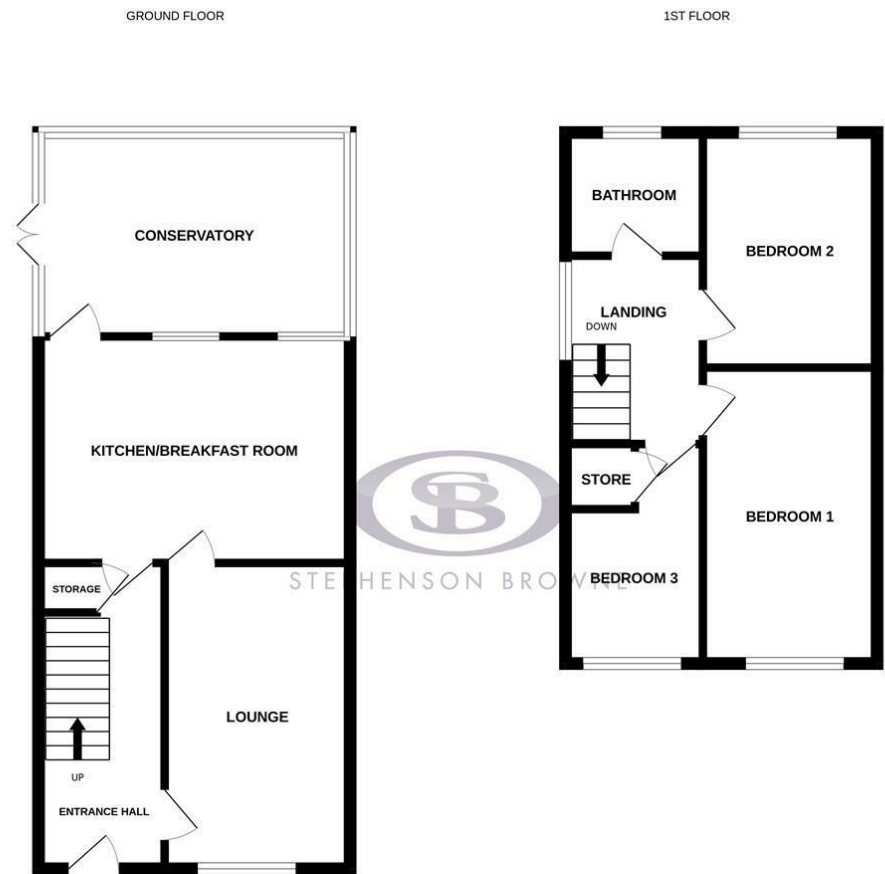 GROUND FLOOR
1ST FLOOR
CONSERVATORY
KITCHEN/BREAKFAST ROOM
STORAGE
LOUNGE
UP
ENTRANCE HALL
BATHROOM
BEDROOM 2
LANDING
DOWN
STORE
BEDROOM 1
BEDROOM 3
SB
STEPHENSON BROWNE